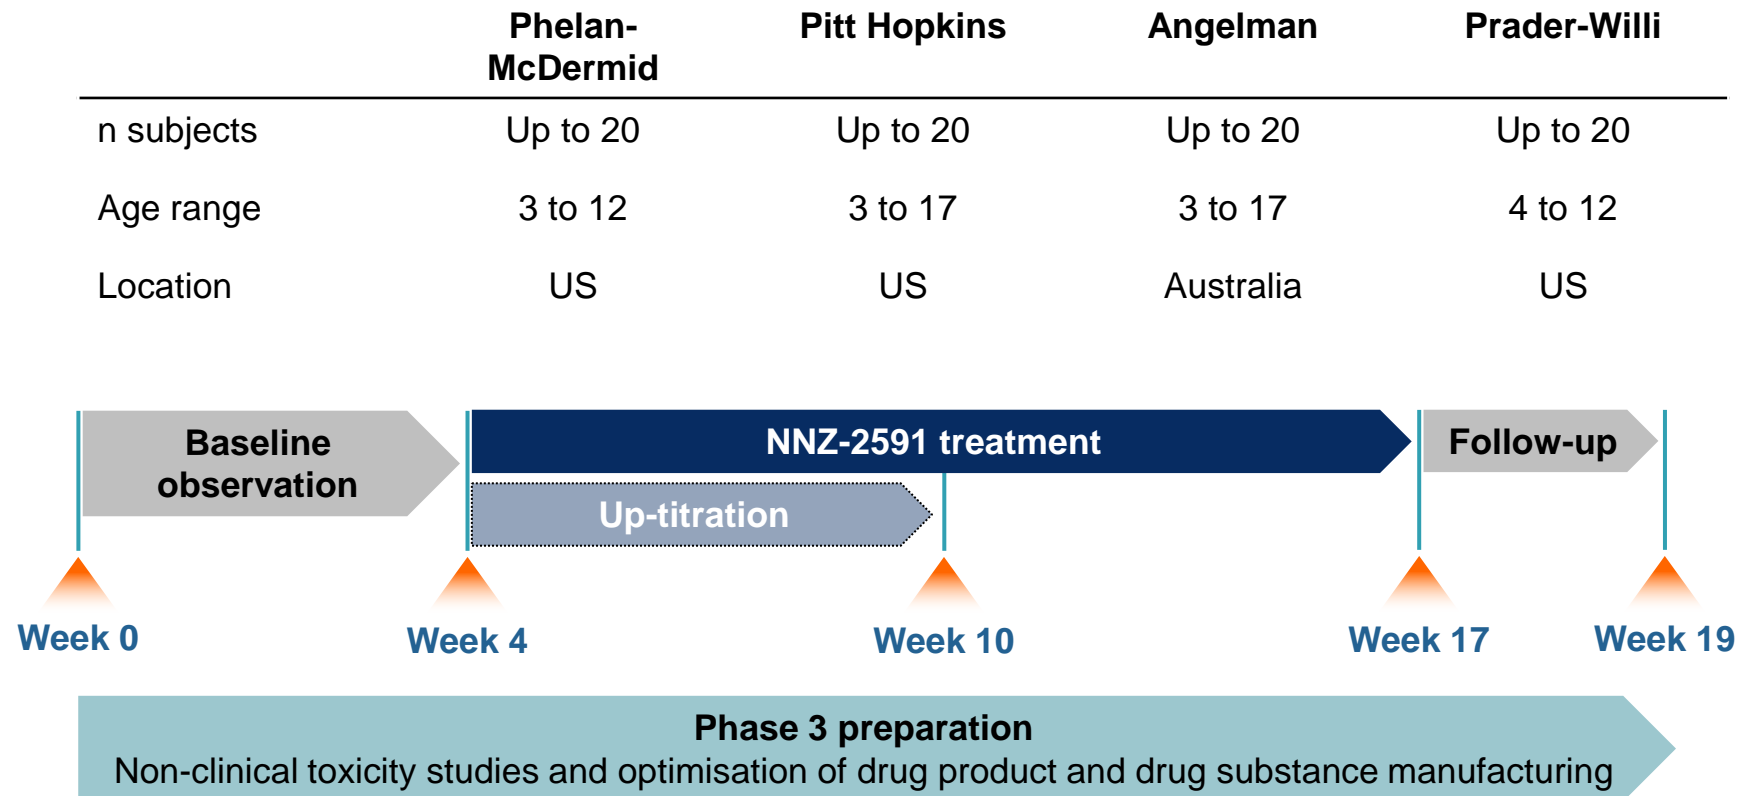 Phelan-
McDermid
Pitt Hopkins
Angelman
Prader-Willi
n subjects Up to 20 Up to 20 Up to 20 Up to 20
Age range 3 to 12 3 to 17 3 to 17 4 to 12
Location US US Australia US
Baseline
observation
NNZ-2591 treatment
Follow-up
Up-titration
Week 0 Week 4 Week 10 Week 17 Week 19
Phase 3 preparation
Non-clinical toxicity studies and optimisation of drug product and drug substance manufacturing